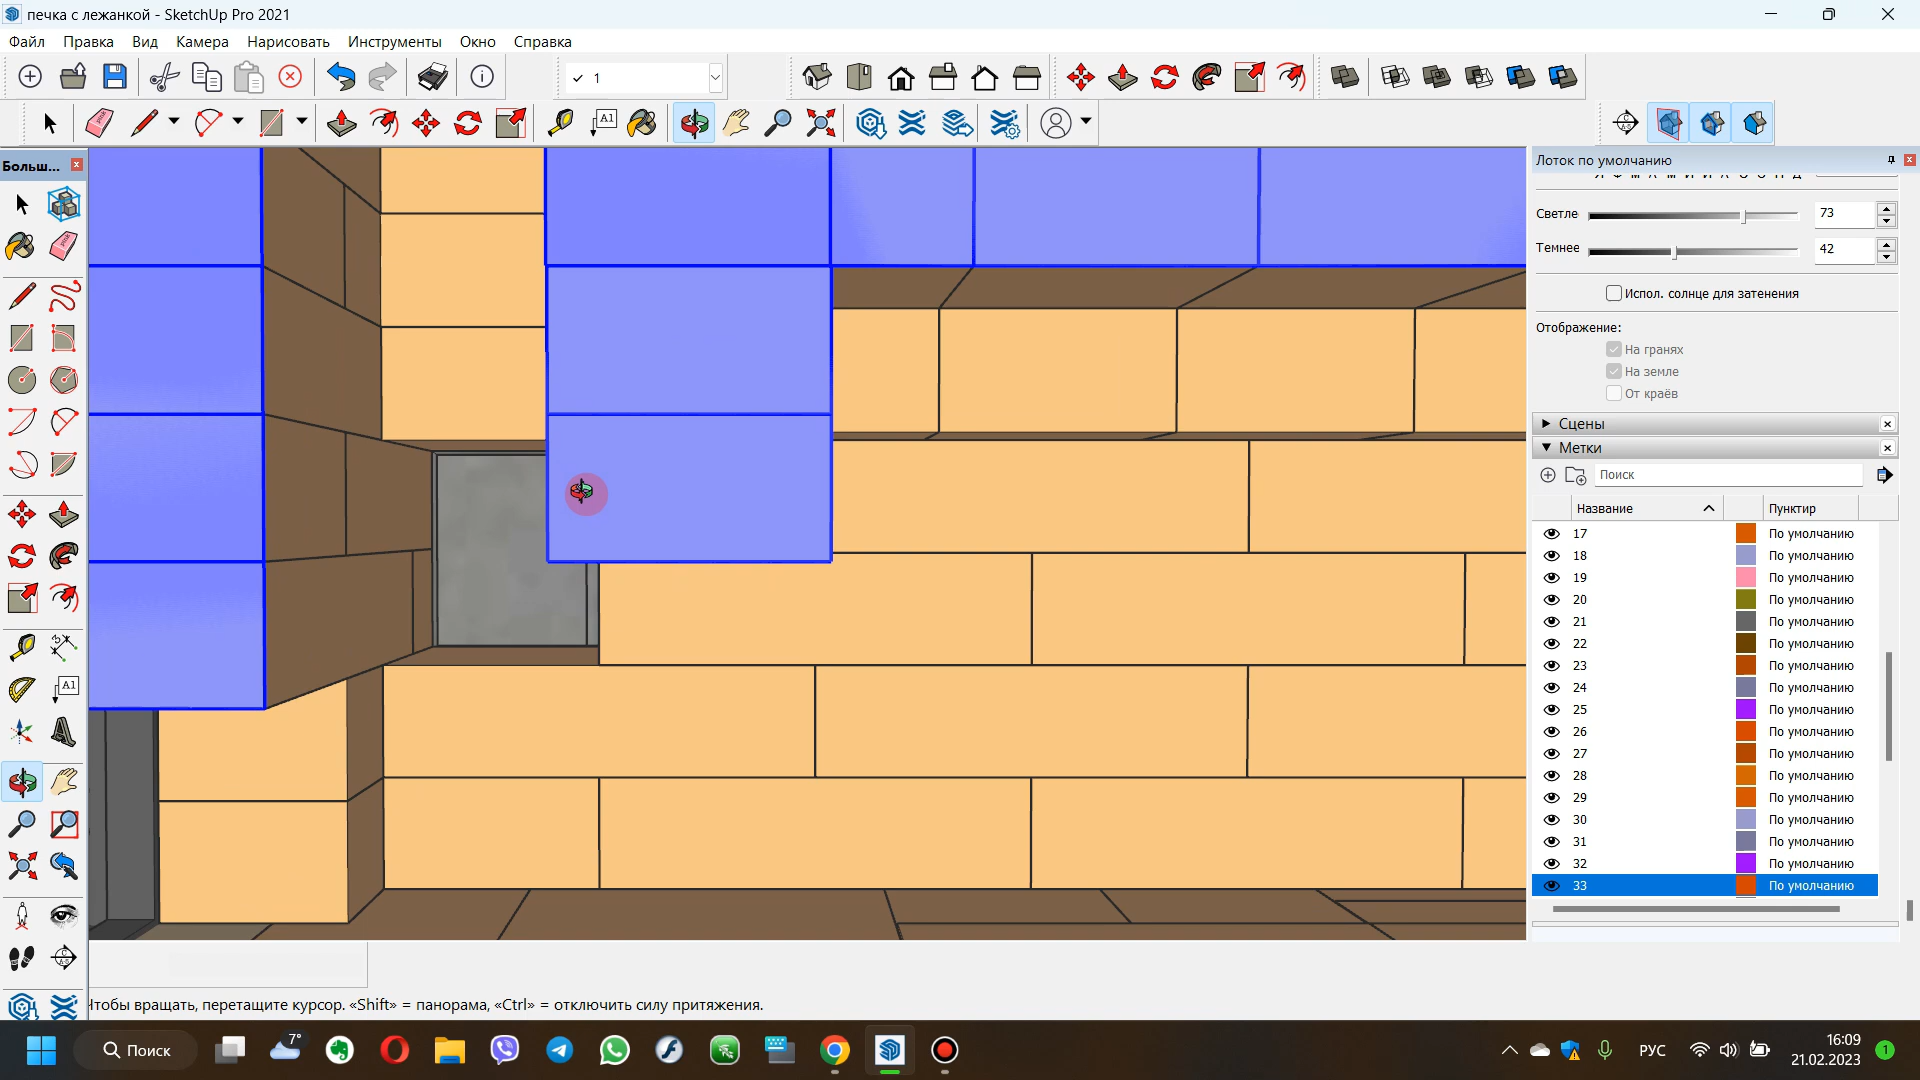 печка с лежанкой - SketchUp Pro 2021
Файл Правка Вид Камера Нарисовать Инструменты Окно Справка
1
A1
Больш...
A1
Лоток по умолчанию
Светле 73
Темнее 42
Испол. солнце для затенения
Отображение:
На гранях
На земле
От краёв
Сцены
Метки
Поиск
Название Пунктир
17 По умолчанию
18 По умолчанию
19 По умолчанию
20 По умолчанию
21 По умолчанию
22 По умолчанию
23 По умолчанию
24 По умолчанию
25 По умолчанию
26 По умолчанию
27 По умолчанию
28 По умолчанию
29 По умолчанию
30 По умолчанию
31 По умолчанию
32 По умолчанию
33 По умолчанию
Чтобы вращать, перетащите курсор. «Shift» = панорама, «Ctrl» = отключить силу притяжения.
Поиск
7°
РУС
16:09
21.02.2023
1